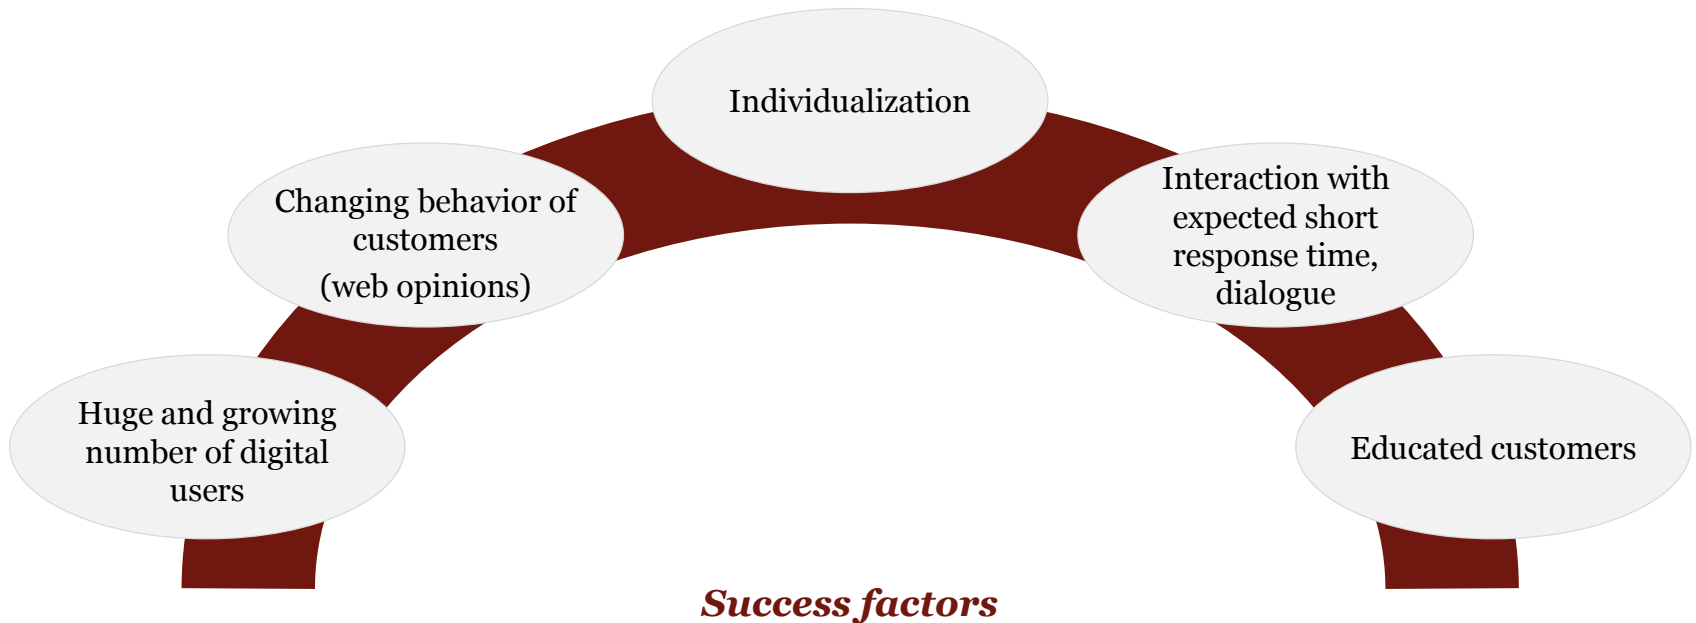 Individualization
Changing behavior of
customers
(web opinions)
Interaction with
expected short
response time,
dialogue
Huge and growing
number of digital
users
Educated customers
Success factors